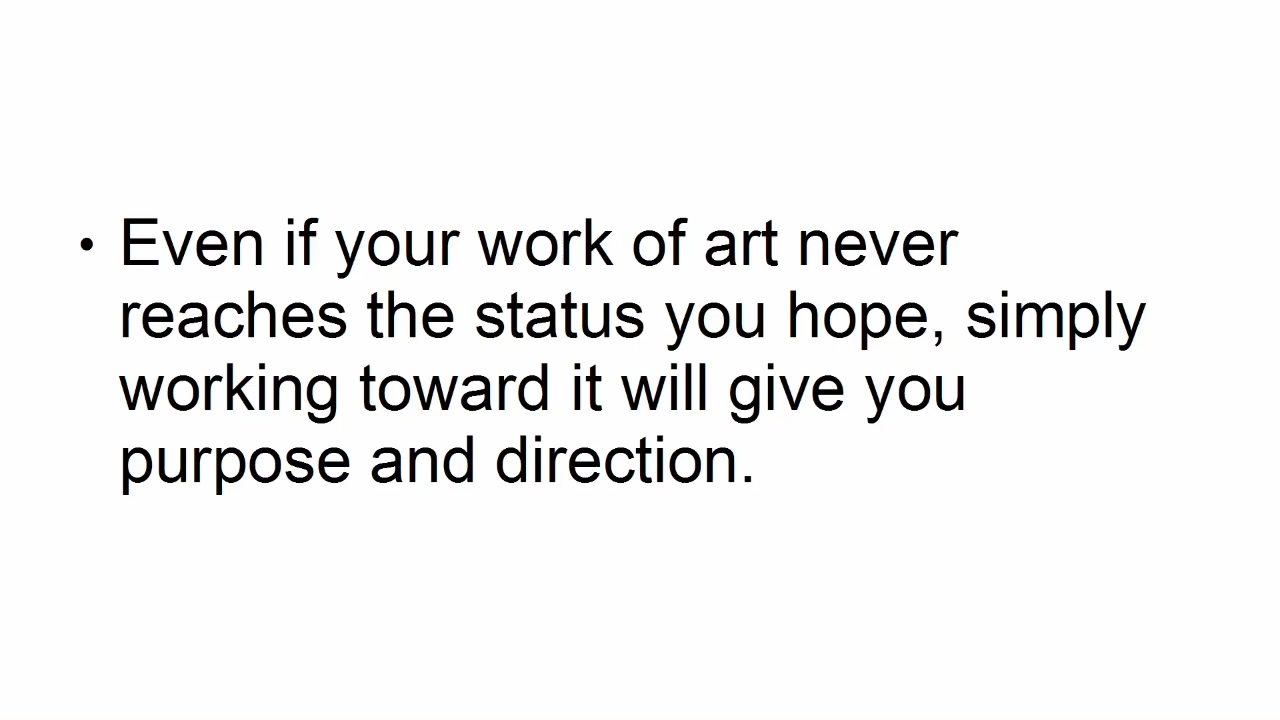 • Even if your work of art never
reaches the status you hope, simply
working toward it will give you
purpose and direction.